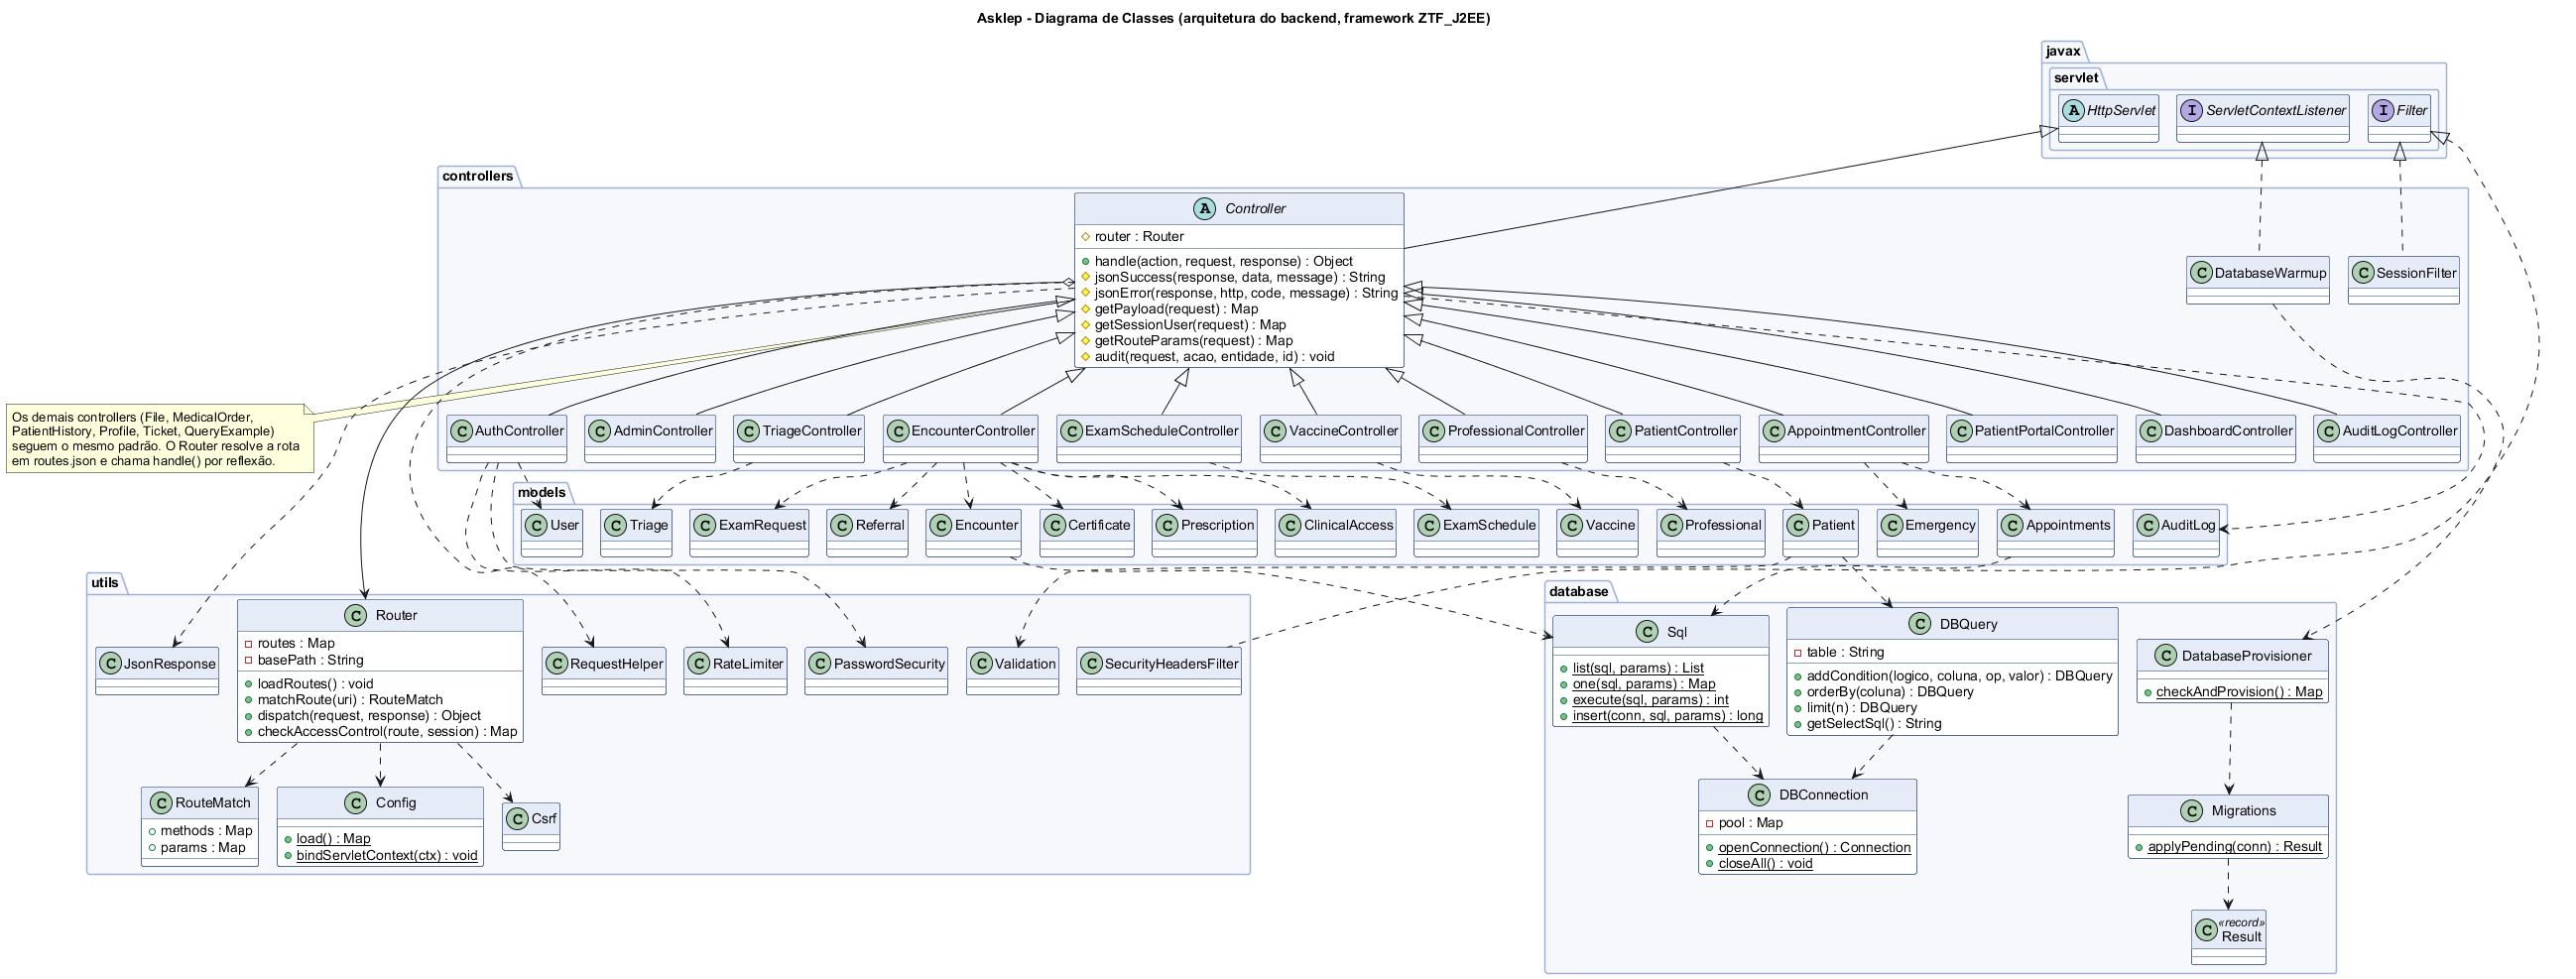 Asklep - Diagrama de Classes (arquitetura do backend, framework ZTF_J2EE)
javax
servlet
A HttpServlet
I ServletContextListener
I Filter
controllers
A Controller
router : Router
handle(action, request, response) : Object
jsonSuccess(response, data, message) : String
jsonError(response, http, code, message) : String
getPayload(request) : Map
getSessionUser(request) : Map
getRouteParams(request) : Map
audit(request, acao, entidade, id) : void
C DatabaseWarmup
C SessionFilter
Os demais controllers (File, MedicalOrder,
PatientHistory, Profile, Ticket, QueryExample)
seguem o mesmo padrão. O Router resolve a rota
em routes.json e chama handle() por reflexão.
C AuthController
C AdminController
C TriageController
C EncounterController
C ExamScheduleController
C VaccineController
C ProfessionalController
C PatientController
C AppointmentController
C PatientPortalController
C DashboardController
C AuditLogController
models
C User
C Triage
C ExamRequest
C Referral
C Encounter
C Certificate
C Prescription
C ClinicalAccess
C ExamSchedule
C Vaccine
C Professional
C Patient
C Emergency
C Appointments
C AuditLog
utils
C JsonResponse
C Router
routes : Map
basePath : String
loadRoutes() : void
matchRoute(uri) : RouteMatch
dispatch(request, response) : Object
checkAccessControl(route, session) : Map
C RequestHelper
C RateLimiter
C PasswordSecurity
C Validation
C SecurityHeadersFilter
C RouteMatch
methods : Map
params : Map
C Config
load() : Map
bindServletContext(ctx) : void
C Csrf
database
C Sql
list(sql, params) : List
one(sql, params) : Map
execute(sql, params) : int
insert(conn, sql, params) : long
C DBQuery
table : String
addCondition(logico, coluna, op, valor) : DBQuery
orderBy(coluna) : DBQuery
limit(n) : DBQuery
getSelectSql() : String
C DatabaseProvisioner
checkAndProvision() : Map
C DBConnection
pool : Map
openConnection() : Connection
closeAll() : void
C Migrations
applyPending(conn) : Result
«record»
C Result